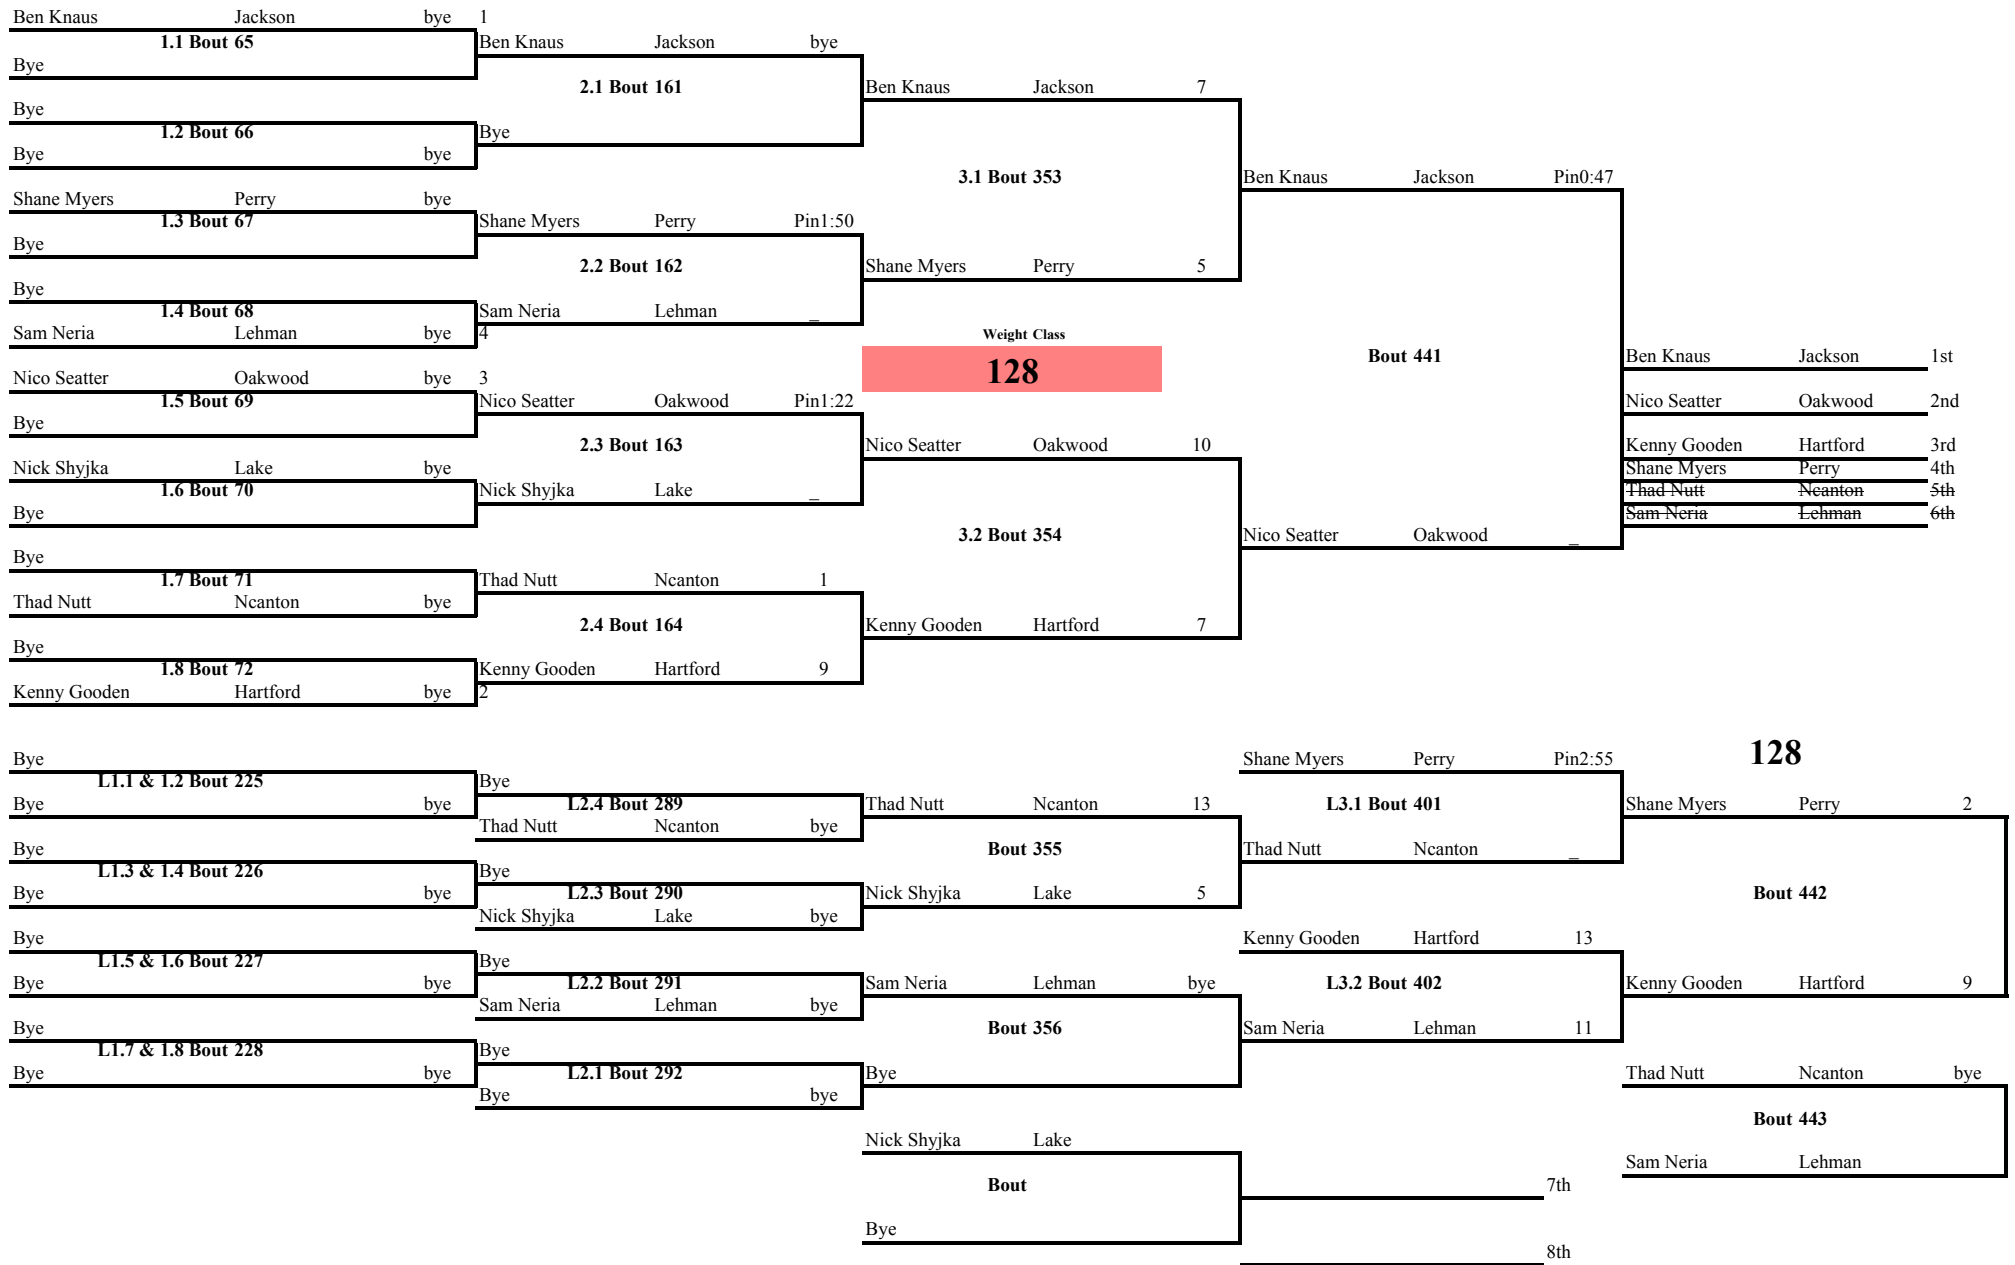 Ben Knaus Jackson bye 1
1.1 Bout 65 Ben Knaus Jackson bye
Bye
2.1 Bout 161 Ben Knaus Jackson 7
Bye
1.2 Bout 66 Bye
Bye bye
3.1 Bout 353 Ben Knaus Jackson Pin0:47
Shane Myers Perry bye
1.3 Bout 67 Shane Myers Perry Pin1:50
Bye
2.2 Bout 162 Shane Myers Perry 5
Bye
1.4 Bout 68 Sam Neria Lehman _
Sam Neria Lehman bye 4
Weight Class
128
Bout 441 Ben Knaus Jackson 1st
Nico Seatter Oakwood bye 3
1.5 Bout 69 Nico Seatter Oakwood Pin1:22
Nico Seatter Oakwood 2nd
Bye
2.3 Bout 163 Nico Seatter Oakwood 10
Kenny Gooden Hartford 3rd
Nick Shyjka Lake bye
Shane Myers Perry 4th
1.6 Bout 70 Nick Shyjka Lake _
Thad Nutt Ncanton 5th
Bye
Sam Neria Lehman 6th
3.2 Bout 354 Nico Seatter Oakwood _
Bye
1.7 Bout 71 Thad Nutt Ncanton 1
Thad Nutt Ncanton bye
2.4 Bout 164 Kenny Gooden Hartford 7
Bye
1.8 Bout 72 Kenny Gooden Hartford 9
Kenny Gooden Hartford bye 2
128
Bye
Shane Myers Perry Pin2:55
L1.1 & 1.2 Bout 225 Bye
Bye bye
L2.4 Bout 289 Thad Nutt Ncanton 13
L3.1 Bout 401 Shane Myers Perry 2
Thad Nutt Ncanton bye
Bye
Bout 355 Thad Nutt Ncanton _
L1.3 & 1.4 Bout 226 Bye
Bye bye
L2.3 Bout 290 Nick Shyjka Lake 5
Bout 442
Nick Shyjka Lake bye
Bye
Kenny Gooden Hartford 13
L1.5 & 1.6 Bout 227 Bye
Bye bye
L2.2 Bout 291 Sam Neria Lehman bye
L3.2 Bout 402 Kenny Gooden Hartford 9
Sam Neria Lehman bye
Bye
Bout 356 Sam Neria Lehman 11
L1.7 & 1.8 Bout 228 Bye
Bye bye
L2.1 Bout 292 Bye
Thad Nutt Ncanton bye
Bye bye
Bout 443
Nick Shyjka Lake
Sam Neria Lehman
Bout
7th
Bye
8th